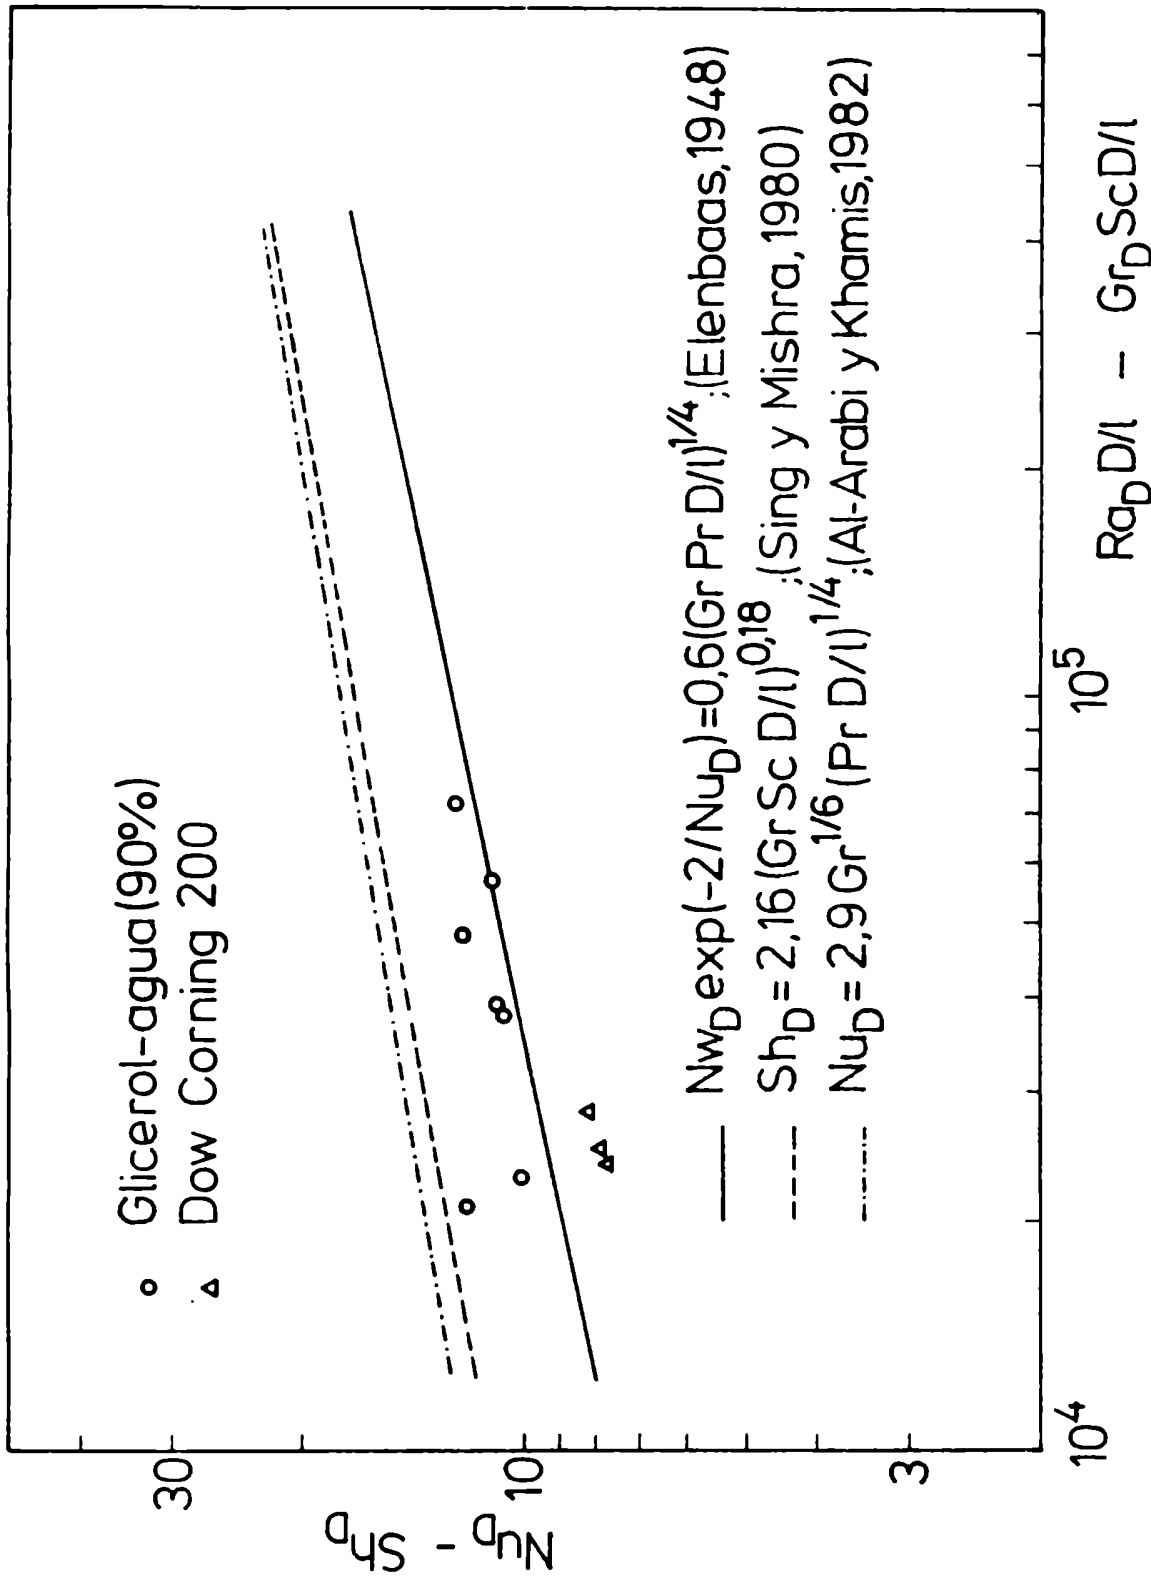 Glicerol-agua(90%)
Dow Corning 200
30
10
3
Nu_D - Sh_D
Nw_D exp(-2/Nu_D)=0,6(Gr Pr D/l)^1/4 ;(Elenbaas,1948)
Sh_D = 2,16(Gr Sc D/l)^0,18 ;(Sing y Mishra, 1980)
Nu_D = 2,9 Gr^1/6 (Pr D/l)^1/4 ;(Al-Arabi y Khamis,1982)
10^4
10^5
Ra_D D/l - Gr_D Sc D/l